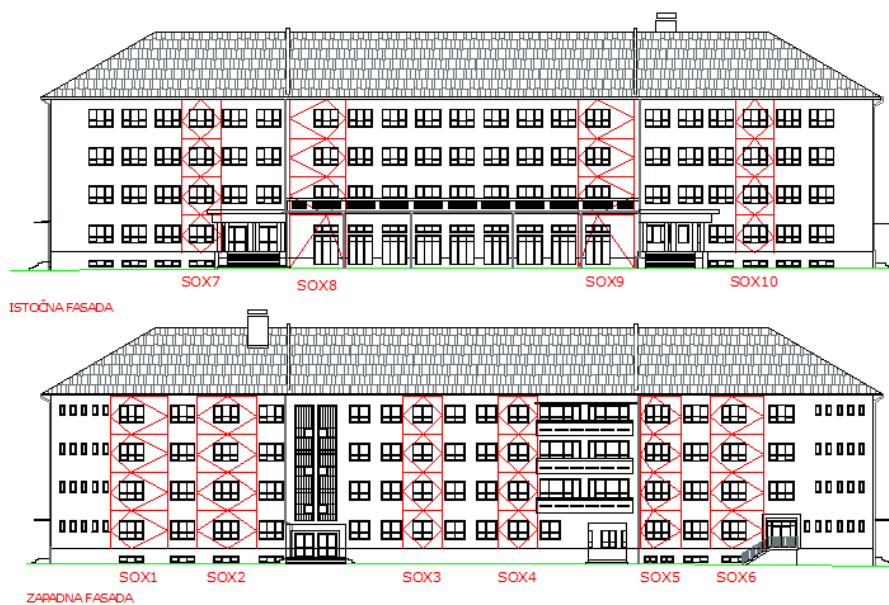 SOX7 SOX8 SOX9 SOX10
ISTOČNA FASADA
SOX1 SOX2 SOX3 SOX4 SOX5 SOX6
ZAPADNA FASADA